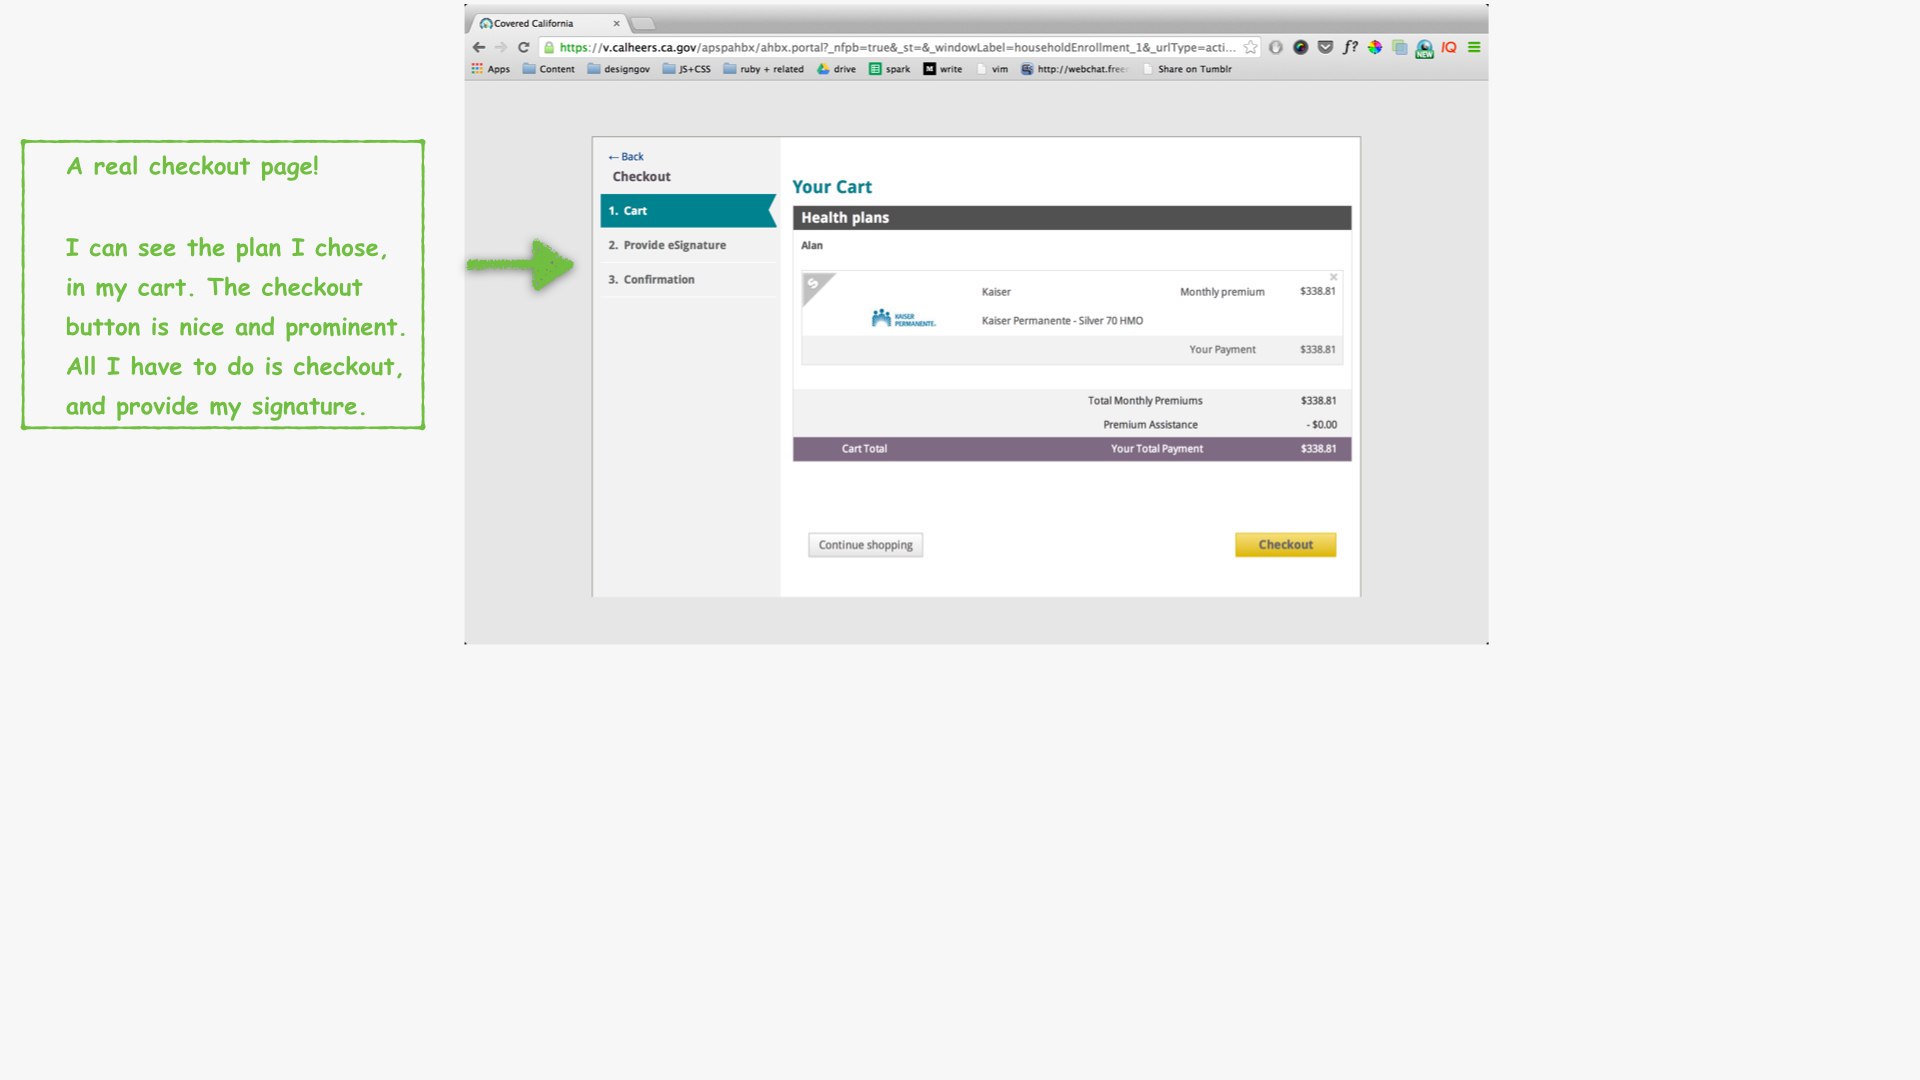 Covered California
https://v.calheers.ca.gov/apspahbx/ahbx.portal?_nfpb=true&_st=&_windowLabel=householdEnrollment_1&_urlType=acti...
f?
NEW
IQ
Apps
Content
designgov
JS+CSS
ruby + related
drive
spark
M
write
vim
http://webchat.freen
Share on Tumblr
A real checkout page!
I can see the plan I chose,
in my cart. The checkout
button is nice and prominent.
All I have to do is checkout,
and provide my signature.
←Back
Checkout
1. Cart
2. Provide eSignature
3. Confirmation
Your Cart
Health plans
Alan
S
KAISER
PERMANENTE.
Kaiser Monthly premium $338.81
Kaiser Permanente - Silver 70 HMO
Your Payment $338.81
Total Monthly Premiums $338.81
Premium Assistance - $0.00
Cart Total Your Total Payment $338.81
Continue shopping
Checkout